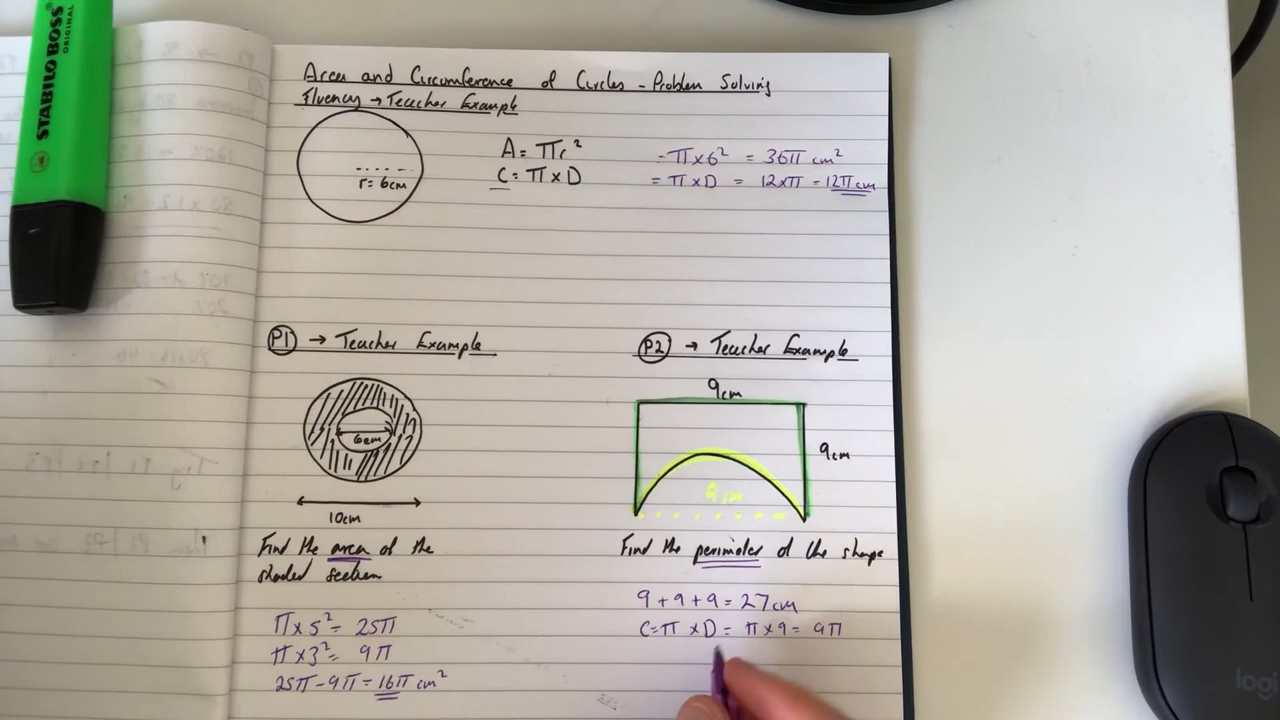 STABILO BOSS
ORIGINAL
Area and Circumference of Circles - Problem Solving
Fluency → Teacher Example
r = 6cm
A = πr²
C = π x D
= π x 6² = 36π cm²
= π x D = 12 x π = 12π cm
P1 → Teacher Example
6cm
10cm
Find the area of the
shaded section
π x 5² = 25π
π x 3² = 9π
25π - 9π = 16π cm²
P2 → Teacher Example
9cm
9cm
9cm
Find the perimeter of the shape
9 + 9 + 9 = 27cm
C = π x D = π x 9 = 9π
logi